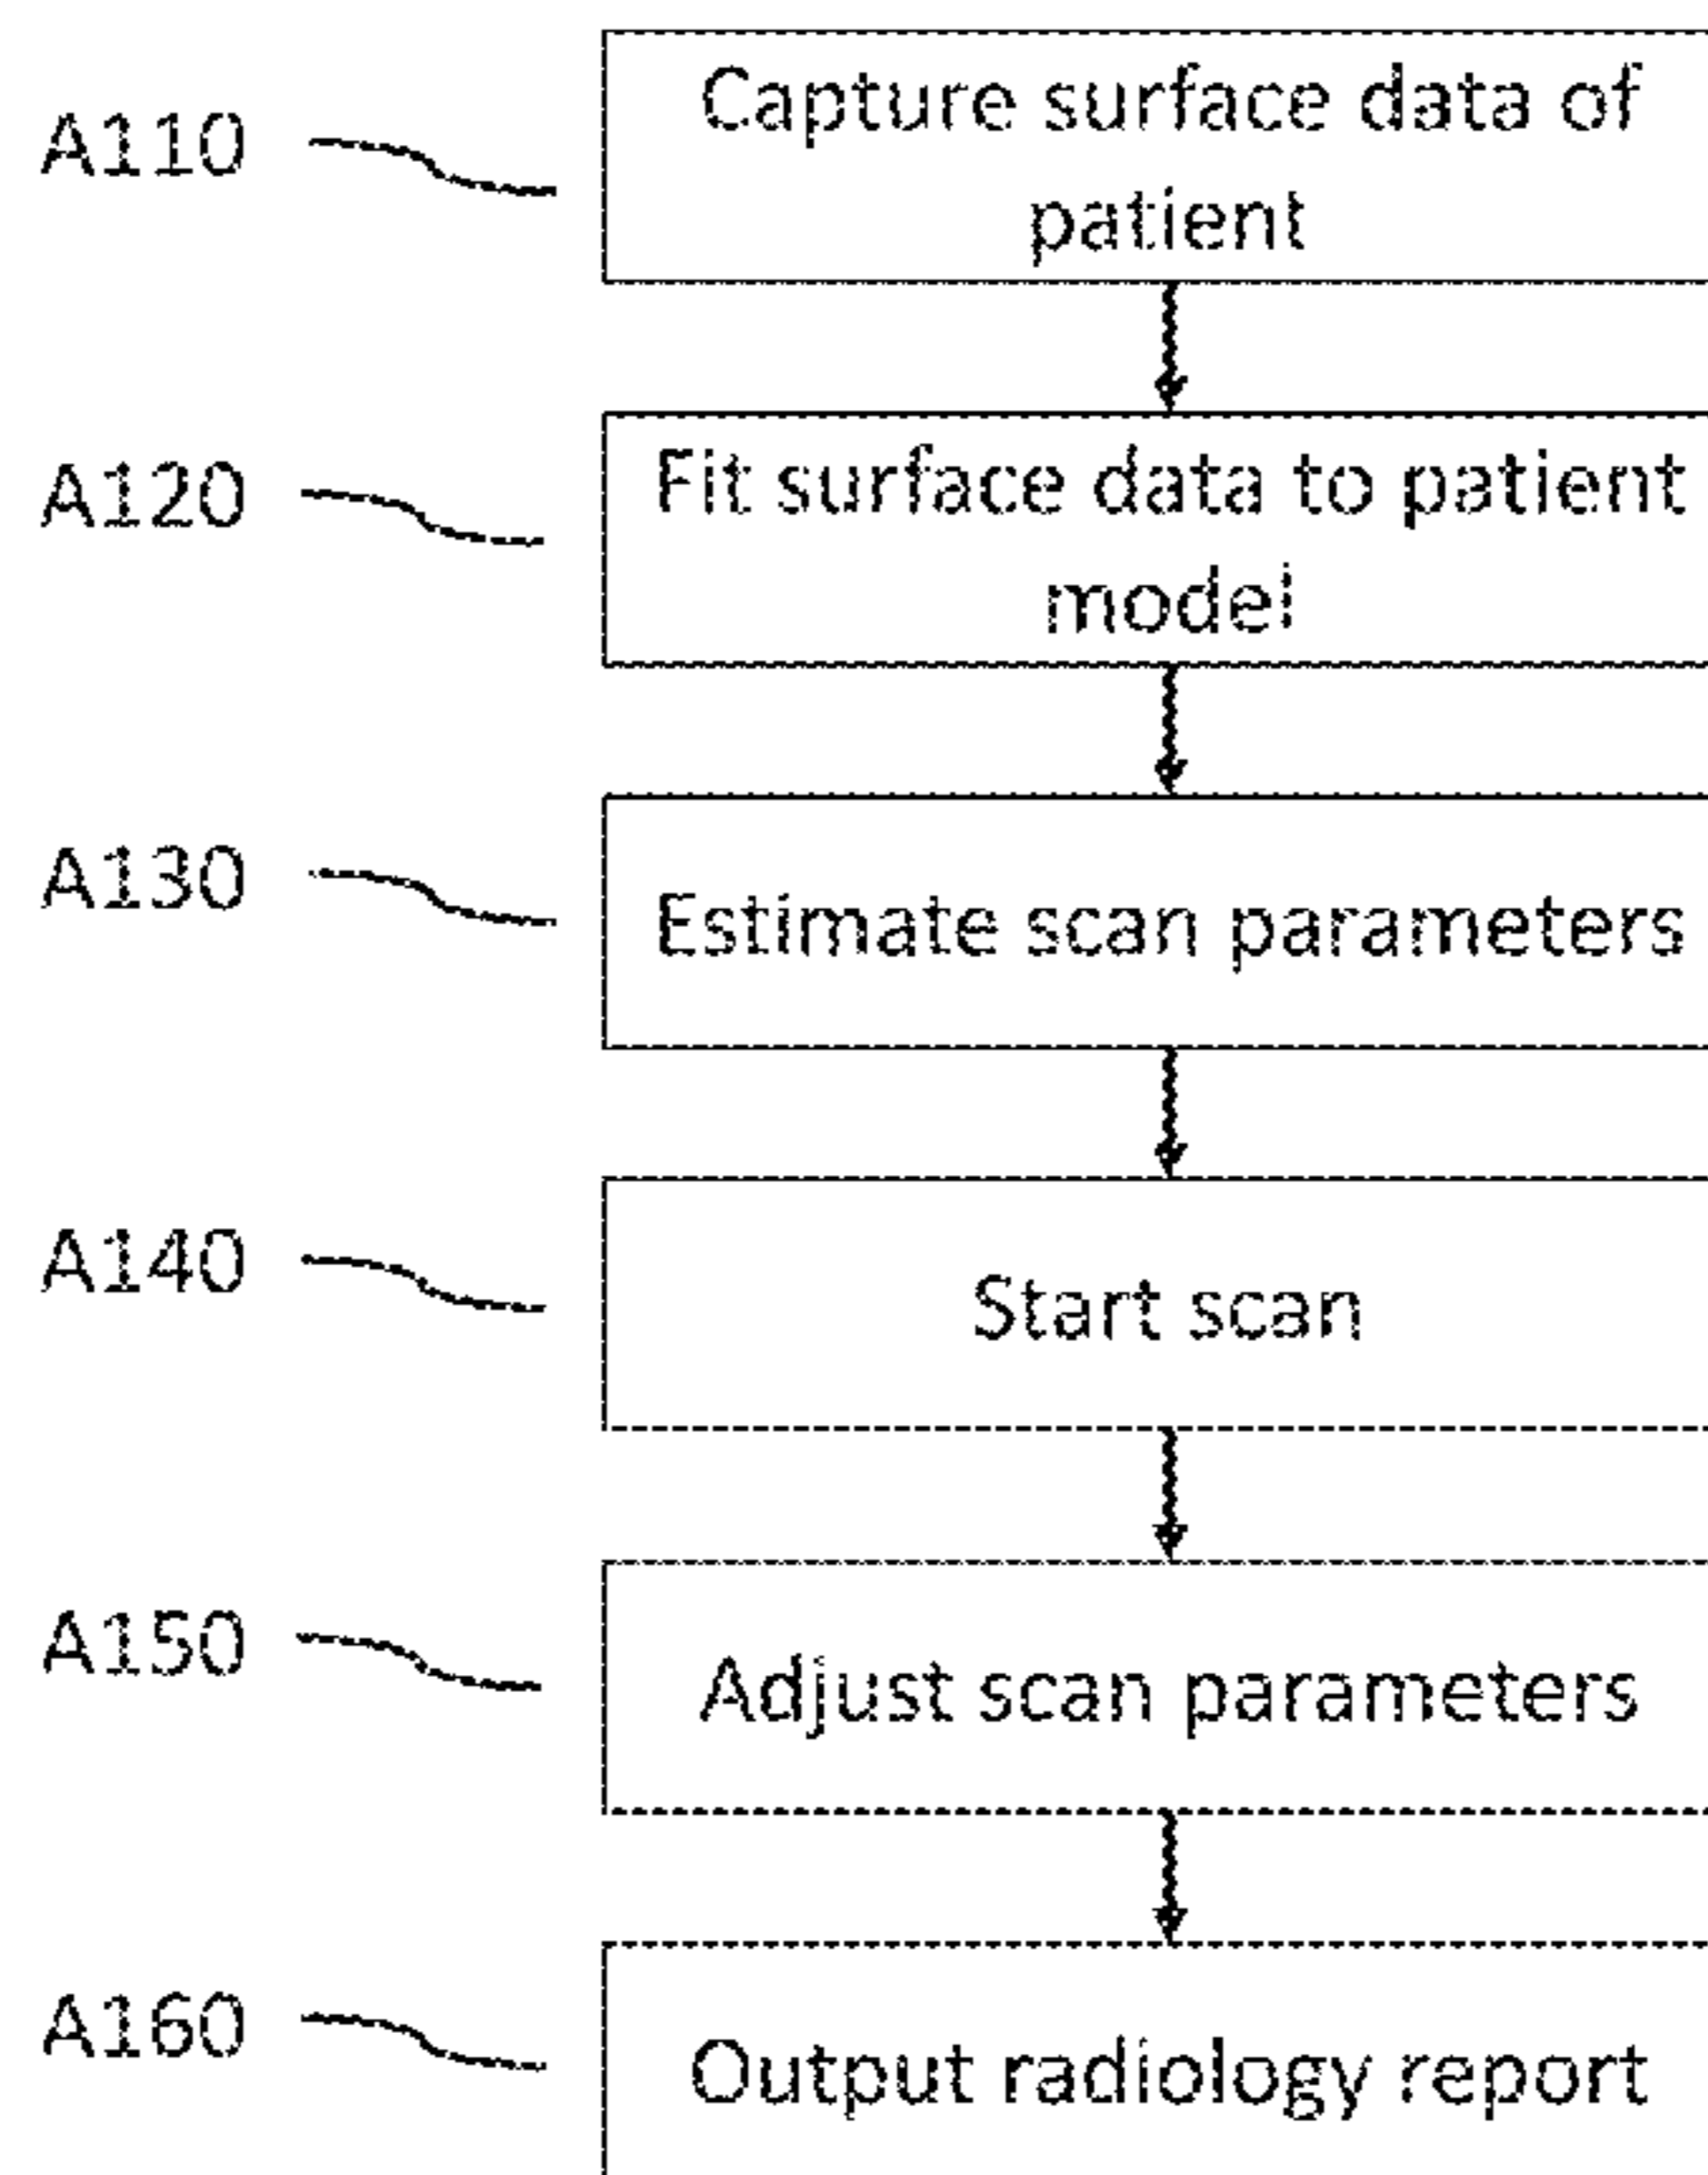 A110
Capture surface data of
patient
A120
Fit surface data to patient
model
A130
Estimate scan parameters
A140
Start scan
A150
Adjust scan parameters
A160
Output radiology report